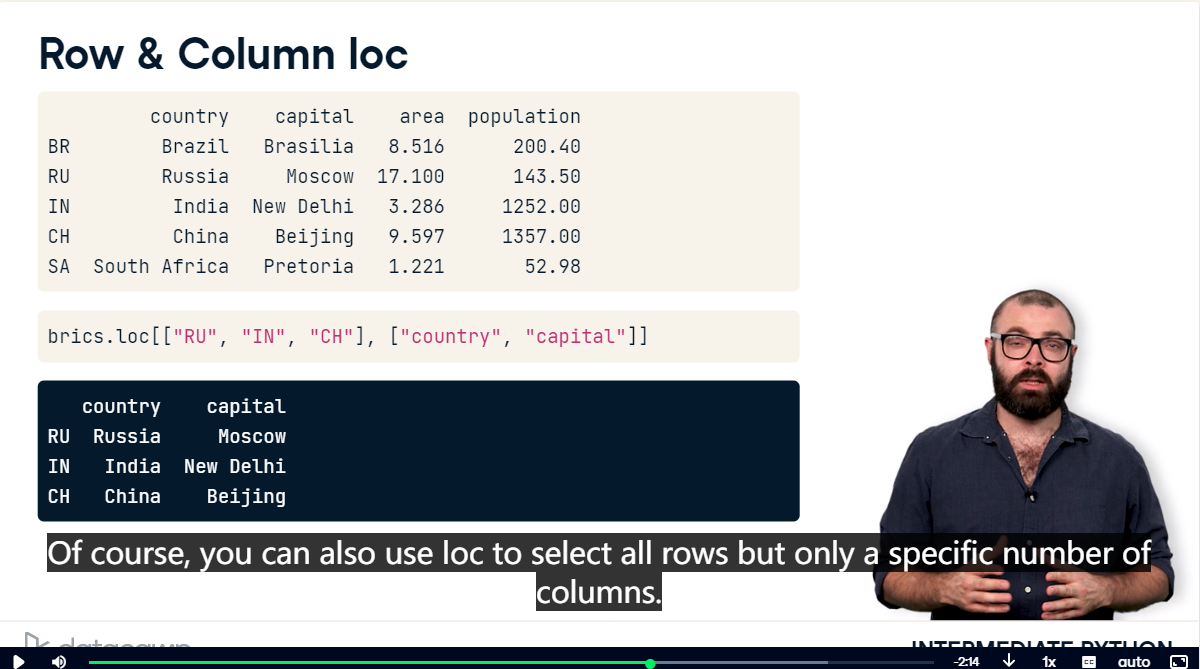 Row & Column loc
country capital area population
BR Brazil Brasilia 8.516 200.40
RU Russia Moscow 17.100 143.50
IN India New Delhi 3.286 1252.00
CH China Beijing 9.597 1357.00
SA South Africa Pretoria 1.221 52.98
brics.loc[["RU", "IN", "CH"], ["country", "capital"]]
country capital
RU Russia Moscow
IN India New Delhi
CH China Beijing
Of course, you can also use loc to select all rows but only a specific number of
columns.
INTERMEDIATE PYTHON
-2:14 1x CC auto